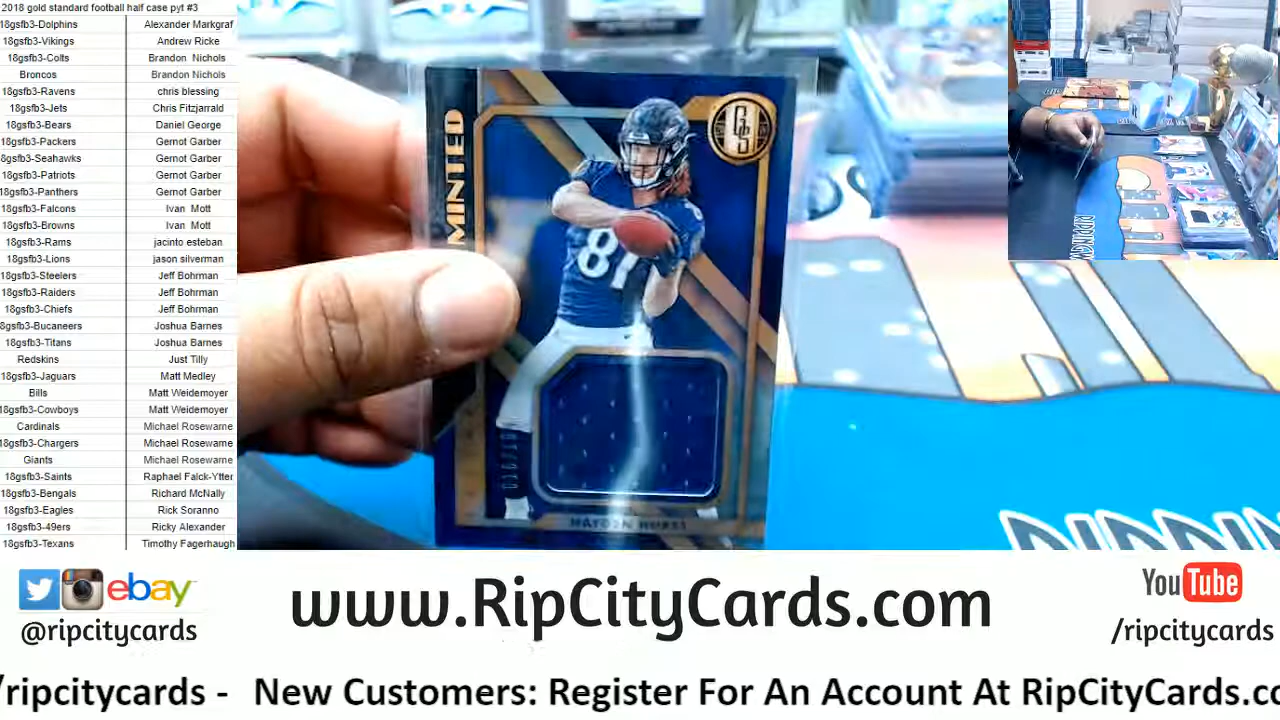 2018 gold standard football half case pyt #3
18gsfb3-Dolphins Alexander Markgraf
18gsfb3-Vikings Andrew Ricke
18gsfb3-Colts Brandon Nichols
Broncos Brandon Nichols
18gsfb3-Ravens chris blessing
18gsfb3-Jets Chris Fitzjarrald
18gsfb3-Bears Daniel George
8gsfb3-Packers Gernot Garber
8gsfb3-Seahawks Gernot Garber
18gsfb3-Patriots Gernot Garber
8gsfb3-Panthers Gernot Garber
18gsfb3-Falcons Ivan Mott
18gsfb3-Browns Ivan Mott
18gsfb3-Rams jacinto esteban
18gsfb3-Lions jason silverman
18gsfb3-Steelers Jeff Bohrman
18gsfb3-Raiders Jeff Bohrman
18gsfb3-Chiefs Jeff Bohrman
8gsfb3-Bucaneers Joshua Barnes
18gsfb3-Titans Joshua Barnes
Redskins Just Tilly
18gsfb3-Jaguars Matt Medley
Bills Matt Weidemoyer
8gsfb3-Cowboys Matt Weidemoyer
Cardinals Michael Rosewarne
8gsfb3-Chargers Michael Rosewarne
Giants Michael Rosewarne
18gsfb3-Saints Raphael Falck-Ytter
18gsfb3-Bengals Richard McNally
18gsfb3-Eagles Rick Soranno
18gsfb3-49ers Ricky Alexander
18gsfb3-Texans Timothy Fagerhaugh
MINTED
GS
87
HAYDEN HURST
ebay
@ripcitycards
www.RipCityCards.com
YouTube
/ripcitycards
/ripcitycards - New Customers: Register For An Account At RipCityCards.co